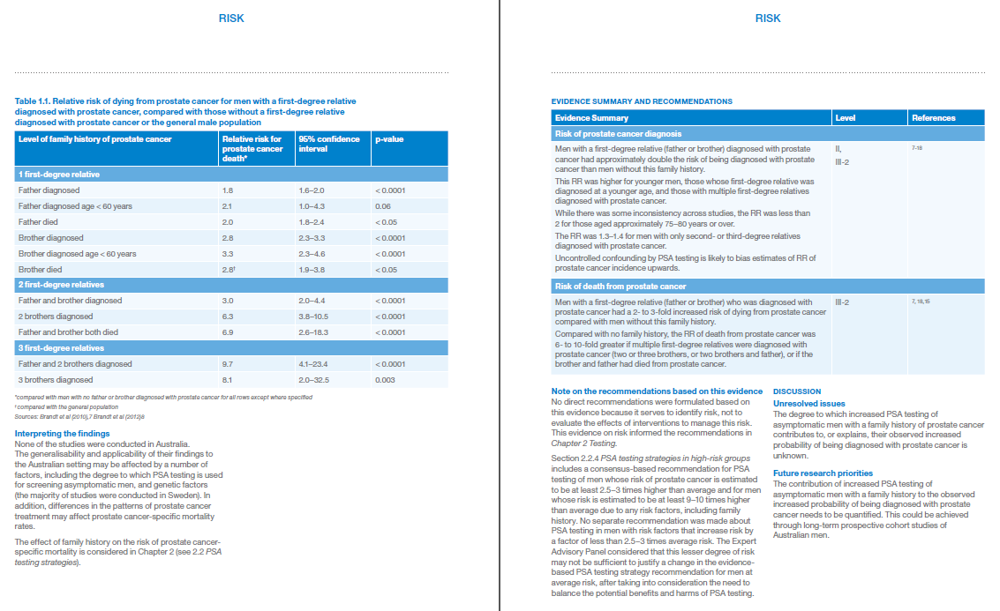 RISK
Table 1.1. Relative risk of dying from prostate cancer for men with a first-degree relative
diagnosed with prostate cancer, compared with those without a first-degree relative
diagnosed with prostate cancer or the general male population
Level of family history of prostate cancer Relative risk for prostate cancer death* 95% confidence interval p-value
1 first-degree relative
Father diagnosed 1.8 1.6–2.0 < 0.0001
Father diagnosed age < 60 years 2.1 1.0–4.3 0.06
Father died 2.0 1.8–2.4 < 0.05
Brother diagnosed 2.8 2.3–3.3 < 0.0001
Brother diagnosed age < 60 years 3.3 2.3–4.6 < 0.0001
Brother died 2.8† 1.9–3.8 < 0.05
2 first-degree relatives
Father and brother diagnosed 3.0 2.0–4.4 < 0.0001
2 brothers diagnosed 6.3 3.8–10.5 < 0.0001
Father and brother both died 6.9 2.6–18.3 < 0.0001
3 first-degree relatives
Father and 2 brothers diagnosed 9.7 4.1–23.4 < 0.0001
3 brothers diagnosed 8.1 2.0–32.5 0.003
*compared with men with no father or brother diagnosed with prostate cancer for all rows except where specified
† compared with the general population
Sources: Brandt et al (2010),7 Brandt et al (2012)8
Interpreting the findings
None of the studies were conducted in Australia.
The generalisability and applicability of their findings to
the Australian setting may be affected by a number of
factors, including the degree to which PSA testing is used
for screening asymptomatic men, and genetic factors
(the majority of studies were conducted in Sweden). In
addition, differences in the patterns of prostate cancer
treatment may affect prostate cancer-specific mortality
rates.
The effect of family history on the risk of prostate cancer-
specific mortality is considered in Chapter 2 (see 2.2 PSA
testing strategies).
RISK
EVIDENCE SUMMARY AND RECOMMENDATIONS
Evidence Summary Level References
Risk of prostate cancer diagnosis
Men with a first-degree relative (father or brother) diagnosed with prostate II, 7-18
cancer had approximately double the risk of being diagnosed with prostate III-2
cancer than men without this family history.
This RR was higher for younger men, those whose first-degree relative was
diagnosed at a younger age, and those with multiple first-degree relatives
diagnosed with prostate cancer.
While there was some inconsistency across studies, the RR was less than
2 for those aged approximately 75–80 years or over.
The RR was 1.3–1.4 for men with only second- or third-degree relatives
diagnosed with prostate cancer.
Uncontrolled confounding by PSA testing is likely to bias estimates of RR of
prostate cancer incidence upwards.
Risk of death from prostate cancer
Men with a first-degree relative (father or brother) who was diagnosed with III-2 7, 18,
prostate cancer had a 2- to 3-fold increased risk of dying from prostate cancer
compared with men without this family history.
Compared with no family history, the RR of death from prostate cancer was
6- to 10-fold greater if multiple first-degree relatives were diagnosed with
prostate cancer (two or three brothers, or two brothers and father), or if the
brother and father had died from prostate cancer.
Note on the recommendations based on this evidence
No direct recommendations were formulated based on
this evidence because it serves to identify risk, not to
evaluate the effects of interventions to manage this risk.
This evidence on risk informed the recommendations in
Chapter 2 Testing.
Section 2.2.4 PSA testing strategies in high-risk groups
includes a consensus-based recommendation for PSA
testing of men whose risk of prostate cancer is estimated
to be at least 2.5–3 times higher than average and for men
whose risk is estimated to be at least 9–10 times higher
than average due to any risk factors, including family
history. No separate recommendation was made about
PSA testing in men with risk factors that increase risk by
a factor of less than 2.5–3 times average risk. The Expert
Advisory Panel considered that this lesser degree of risk
may not be sufficient to justify a change in the evidence-
based PSA testing strategy recommendation for men at
average risk, after taking into consideration the need to
balance the potential benefits and harms of PSA testing.
DISCUSSION
Unresolved issues
The degree to which increased PSA testing of
asymptomatic men with a family history of prostate cancer
contributes to, or explains, their observed increased
probability of being diagnosed with prostate cancer is
unknown.
Future research priorities
The contribution of increased PSA testing of
asymptomatic men with a family history to the observed
increased probability of being diagnosed with prostate
cancer needs to be quantified. This could be achieved
through long-term prospective cohort studies of
Australian men.